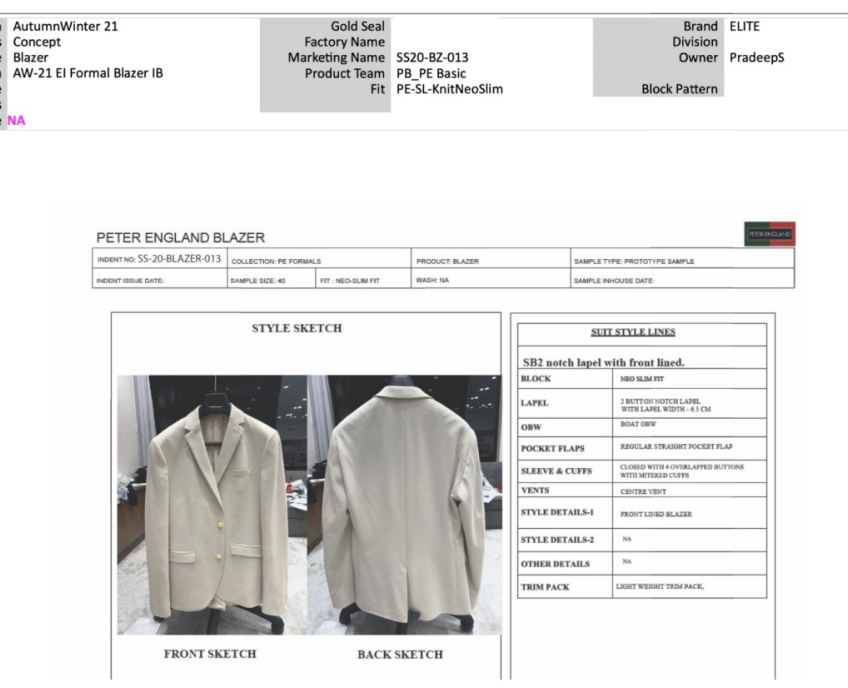 AutumnWinter 21
Concept
Blazer
AW-21 EI Formal Blazer IB
NA
Gold Seal
Factory Name
Marketing Name SS20-BZ-013
Product Team PB_PE Basic
Fit PE-SL-KnitNeoSlim
Brand ELITE
Division
Owner PradeepS
Block Pattern
PETER ENGLAND BLAZER
PETER ENGLAND
INDENT NO: SS-20-BLAZER-013 COLLECTION: PE FORMALS PRODUCT: BLAZER SAMPLE TYPE: PROTOTYPE SAMPLE
INDENT ISSUE DATE: SAMPLE SIZE: 40 FIT : NEO-SLIM FIT WASH: NA SAMPLE INHOUSE DATE:
STYLE SKETCH
FRONT SKETCH BACK SKETCH
SUIT STYLE LINES
SB2 notch lapel with front lined.
BLOCK NEO SLIM FIT
LAPEL 2 BUTTON NOTCH LAPEL
WITH LAPEL WIDTH - 6.5 CM
OBW BOAT OBW
POCKET FLAPS REGULAR STRAIGHT POCKET FLAP
SLEEVE & CUFFS CLOSED WITH 4 OVERLAPPED BUTTONS
WITH MITERED CUFFS
VENTS CENTRE VENT
STYLE DETAILS-1 FRONT LINED BLAZER
STYLE DETAILS-2 NA
OTHER DETAILS NA
TRIM PACK LIGHT WEIGHT TRIM PACK,